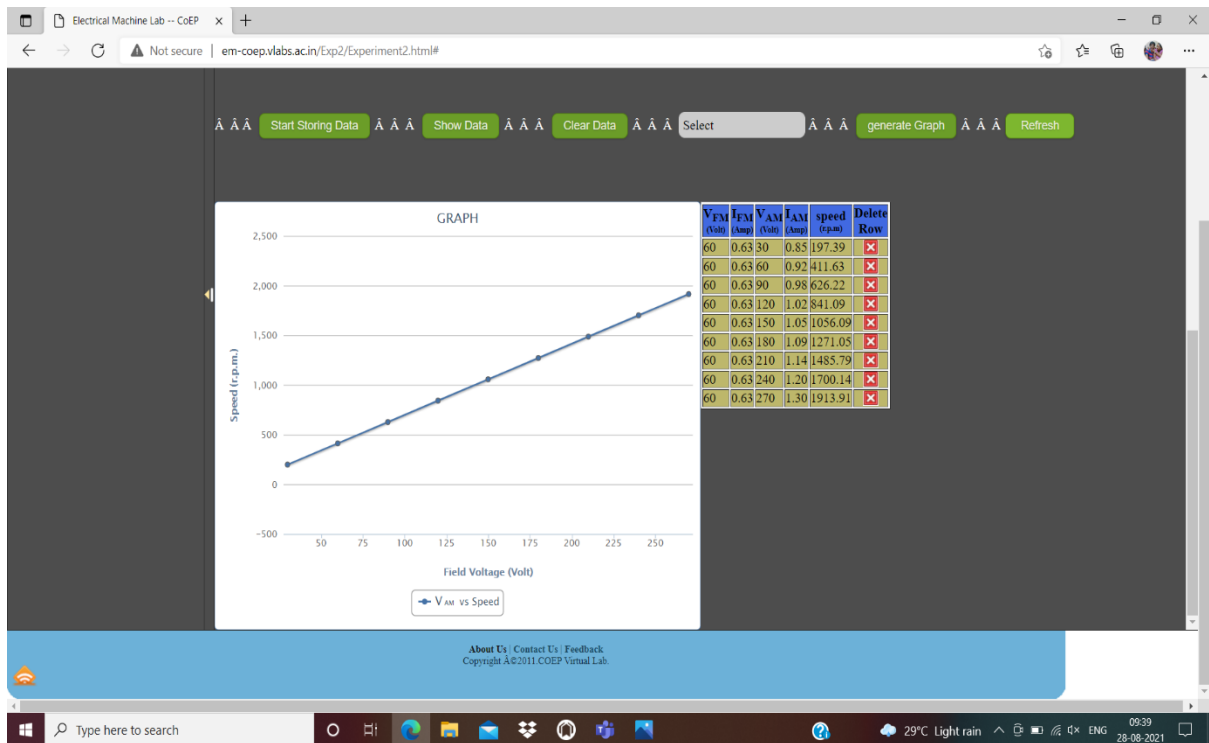 Electrical Machine Lab -- CoEP
Not secure | em-coep.vlabs.ac.in/Exp2/Experiment2.html#
Â Â Â Start Storing Data Â Â Â Show Data Â Â Â Clear Data Â Â Â Select Â Â Â generate Graph Â Â Â Refresh
GRAPH
2,500
2,000
1,500
1,000
500
0
-500
Speed (r.p.m.)
50 75 100 125 150 175 200 225 250
Field Voltage (Volt)
V AM vs Speed
VFM (Volt) IFM (Amp) VAM (Volt) IAM (Amp) speed (r.p.m) Delete Row
60 0.63 30 0.85 197.39
60 0.63 60 0.92 411.63
60 0.63 90 0.98 626.22
60 0.63 120 1.02 841.09
60 0.63 150 1.05 1056.09
60 0.63 180 1.09 1271.05
60 0.63 210 1.14 1485.79
60 0.63 240 1.20 1700.14
60 0.63 270 1.30 1913.91
About Us | Contact Us | Feedback
Copyright Â©2011.COEP Virtual Lab.
Type here to search
29°C Light rain
ENG
09:39
28-08-2021